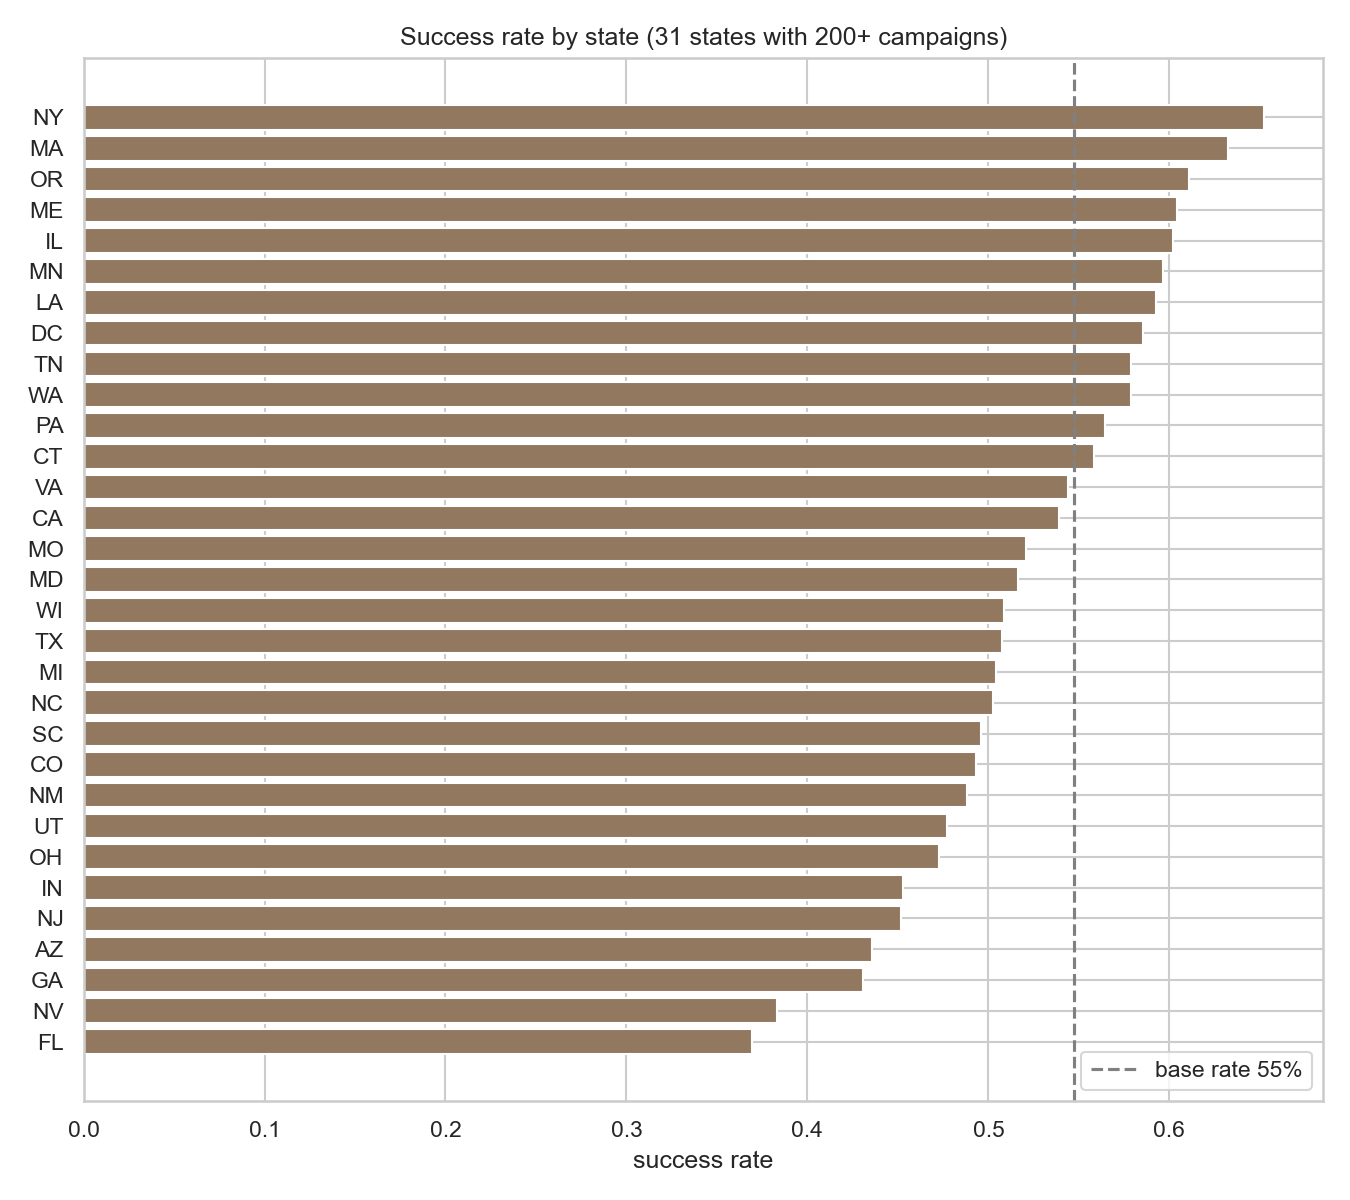 Success rate by state (31 states with 200+ campaigns)
NY
MA
OR
ME
IL
MN
LA
DC
TN
WA
PA
CT
VA
CA
MO
MD
WI
TX
MI
NC
SC
CO
NM
UT
OH
IN
NJ
AZ
GA
NV
FL
base rate 55%
0.0 0.1 0.2 0.3 0.4 0.5 0.6
success rate